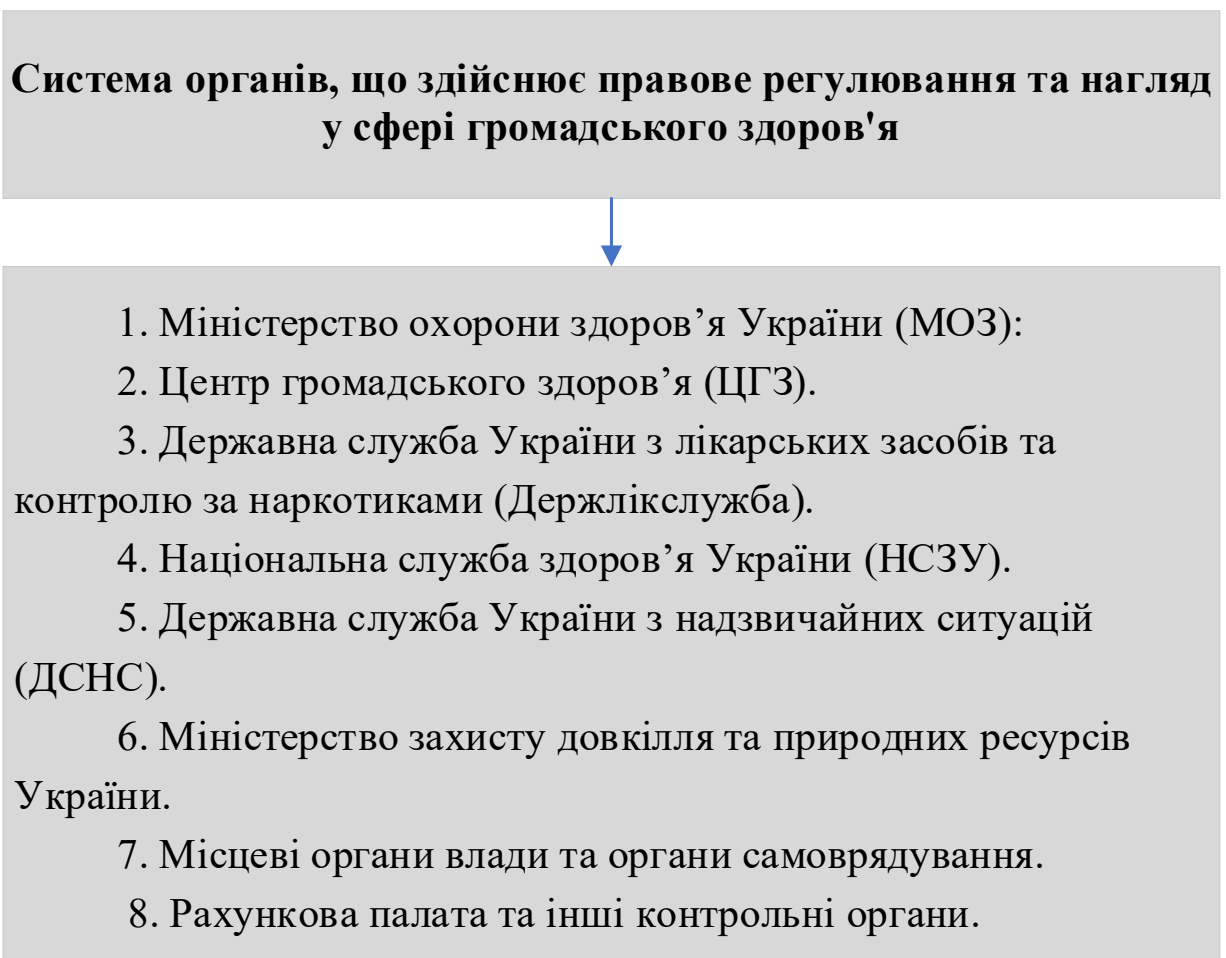 Система органів, що здійснює правове регулювання та нагляд
у сфері громадського здоров'я
1. Міністерство охорони здоров’я України (МОЗ):
2. Центр громадського здоров’я (ЦГЗ).
3. Державна служба України з лікарських засобів та
контролю за наркотиками (Держлікслужба).
4. Національна служба здоров’я України (НСЗУ).
5. Державна служба України з надзвичайних ситуацій
(ДСНС).
6. Міністерство захисту довкілля та природних ресурсів
України.
7. Місцеві органи влади та органи самоврядування.
8. Рахункова палата та інші контрольні органи.